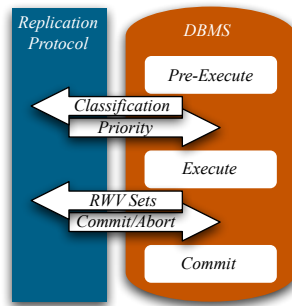 Replication
Protocol
DBMS
Pre-Execute
Classification
Priority
Execute
RWV Sets
Commit/Abort
Commit